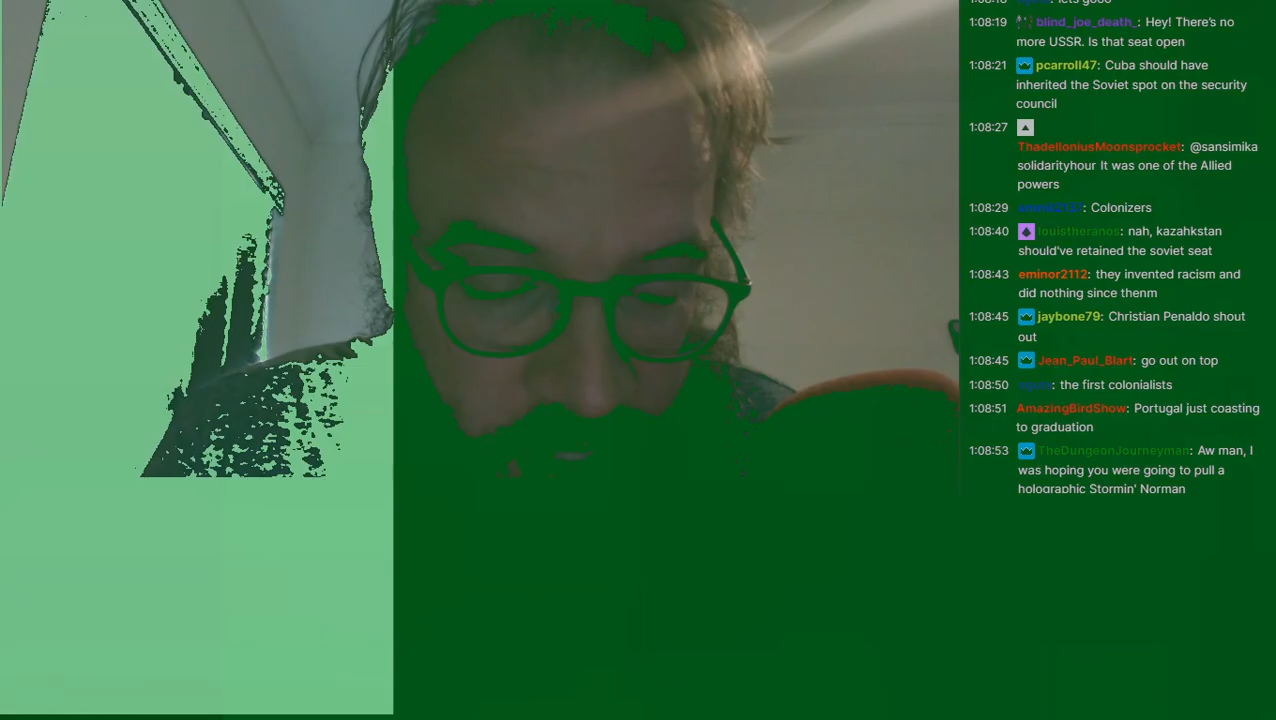 1:08:19 blind_joe_death_: Hey! There's no
more USSR. Is that seat open
1:08:21 pcarroll47: Cuba should have
inherited the Soviet spot on the security
council
1:08:27
ThadelloniusMoonsprocket: @sansimika
solidarityhour It was one of the Allied
powers
1:08:29 : Colonizers
1:08:40 louistheranos: nah, kazahkstan
should've retained the soviet seat
1:08:43 eminor2112: they invented racism and
did nothing since thenm
1:08:45 jaybone79: Christian Penaldo shout
out
1:08:45 Jean_Paul_Blart: go out on top
1:08:50 : the first colonialists
1:08:51 AmazingBirdShow: Portugal just coasting
to graduation
1:08:53 TheDungeonJourneyman: Aw man, I
was hoping you were going to pull a
holographic Stormin' Norman